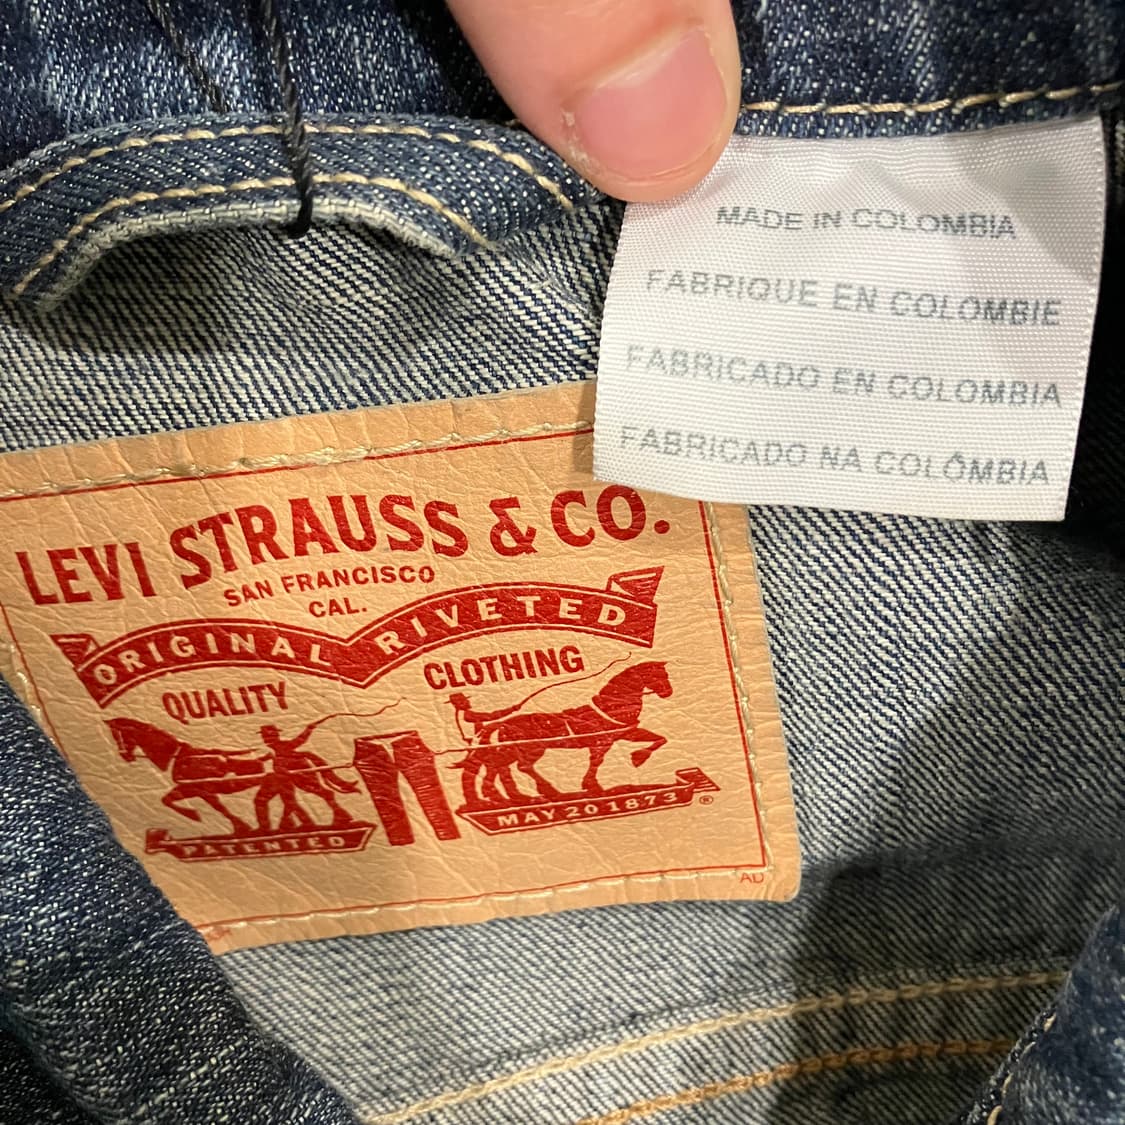 MADE IN COLOMBIA
FABRIQUE EN COLOMBIE
FABRICADO EN COLOMBIA
FABRICADO NA COLÔMBIA
LEVI STRAUSS & CO.
SAN FRANCISCO
CAL.
ORIGINAL RIVETED
QUALITY CLOTHING
PATENTED MAY 20 1873 ®
AD